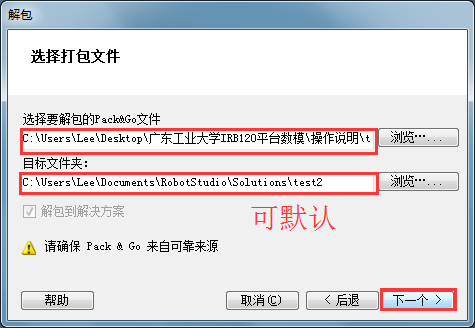 解包
选择打包文件
选择要解包的Pack&Go文件
C:\Users\Lee\Desktop\广东工业大学IRB120平台数模\操作说明\t
浏览…...
目标文件夹:
C:\Users\Lee\Documents\RobotStudio\Solutions\test2
浏览…...
解包到解决方案
可默认
请确保 Pack & Go 来自可靠来源
帮助
取消(C)
< 后退
下一个 >